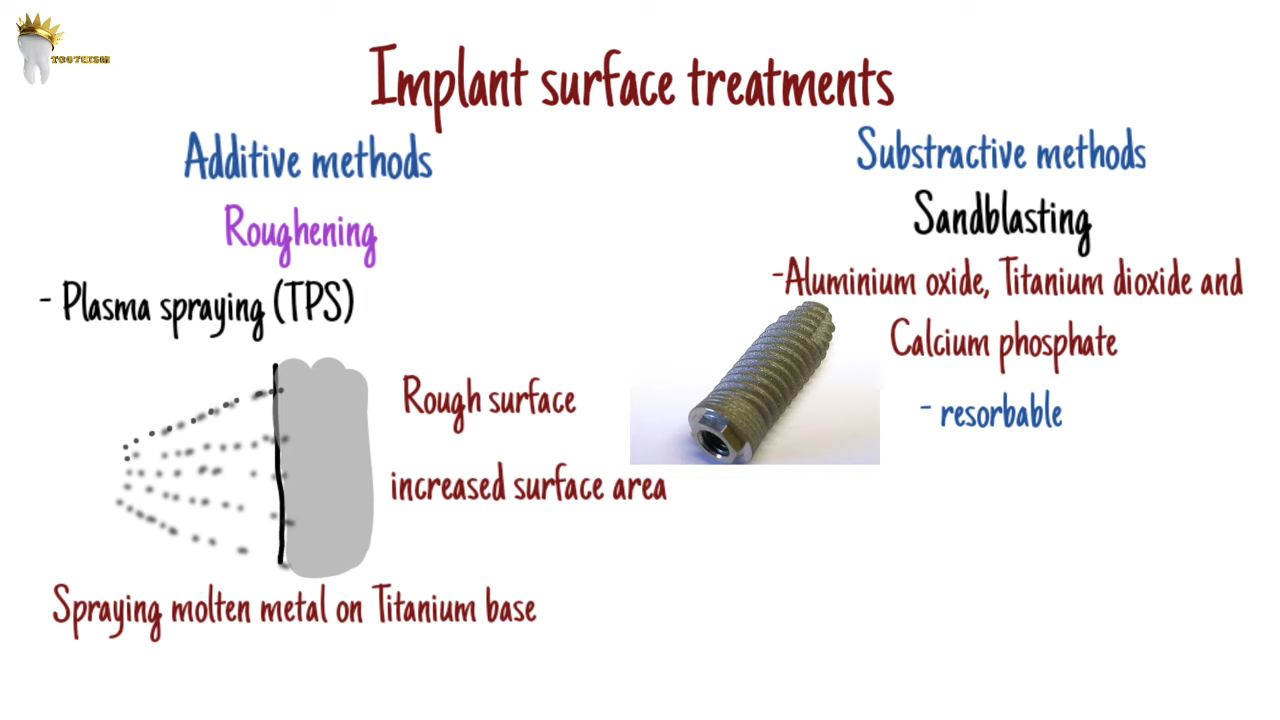 TOOTHISM
Implant surface treatments
Additive methods
Roughening
- Plasma spraying (TPS)
Rough surface
increased surface area
Spraying molten metal on Titanium base
Substractive methods
Sandblasting
-Aluminium oxide, Titanium dioxide and
Calcium phosphate
- resorbable